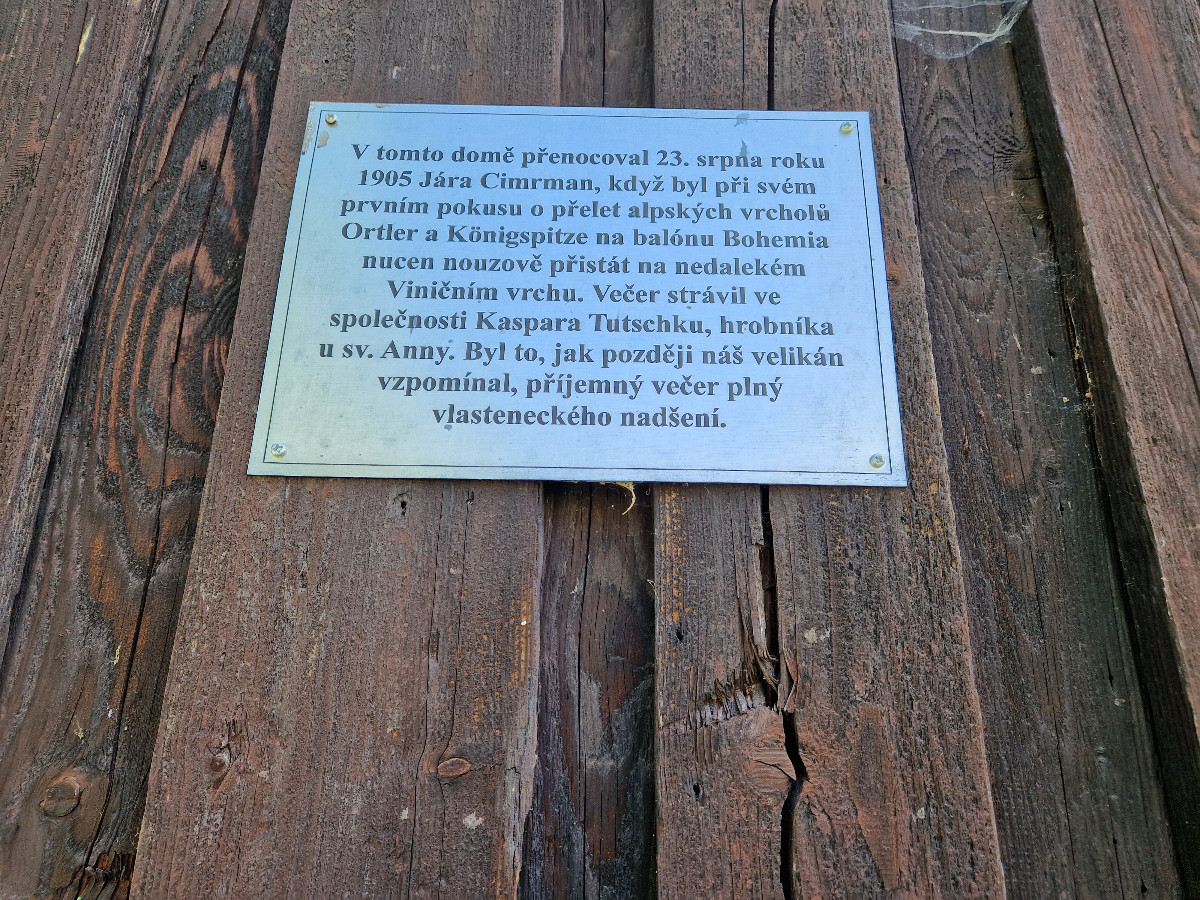 V tomto domě přenocoval 23. srpna roku
1905 Jára Cimrman, když byl při svém
prvním pokusu o přelet alpských vrcholů
Ortler a Königspitze na balónu Bohemia
nucen nouzově přistát na nedalekém
Viničním vrchu. Večer strávil ve
společnosti Kaspara Tutschku, hrobníka
u sv. Anny. Byl to, jak později náš velikán
vzpomínal, příjemný večer plný
vlasteneckého nadšení.